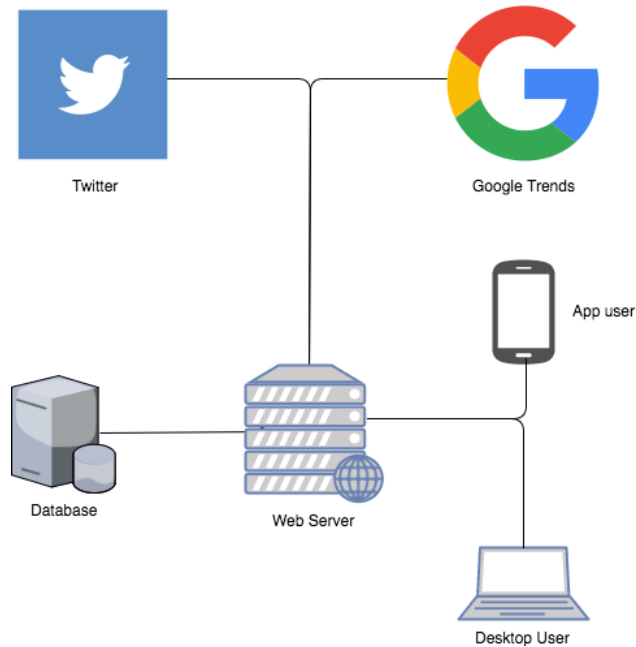 Twitter
Google Trends
App user
Database
Web Server
Desktop User